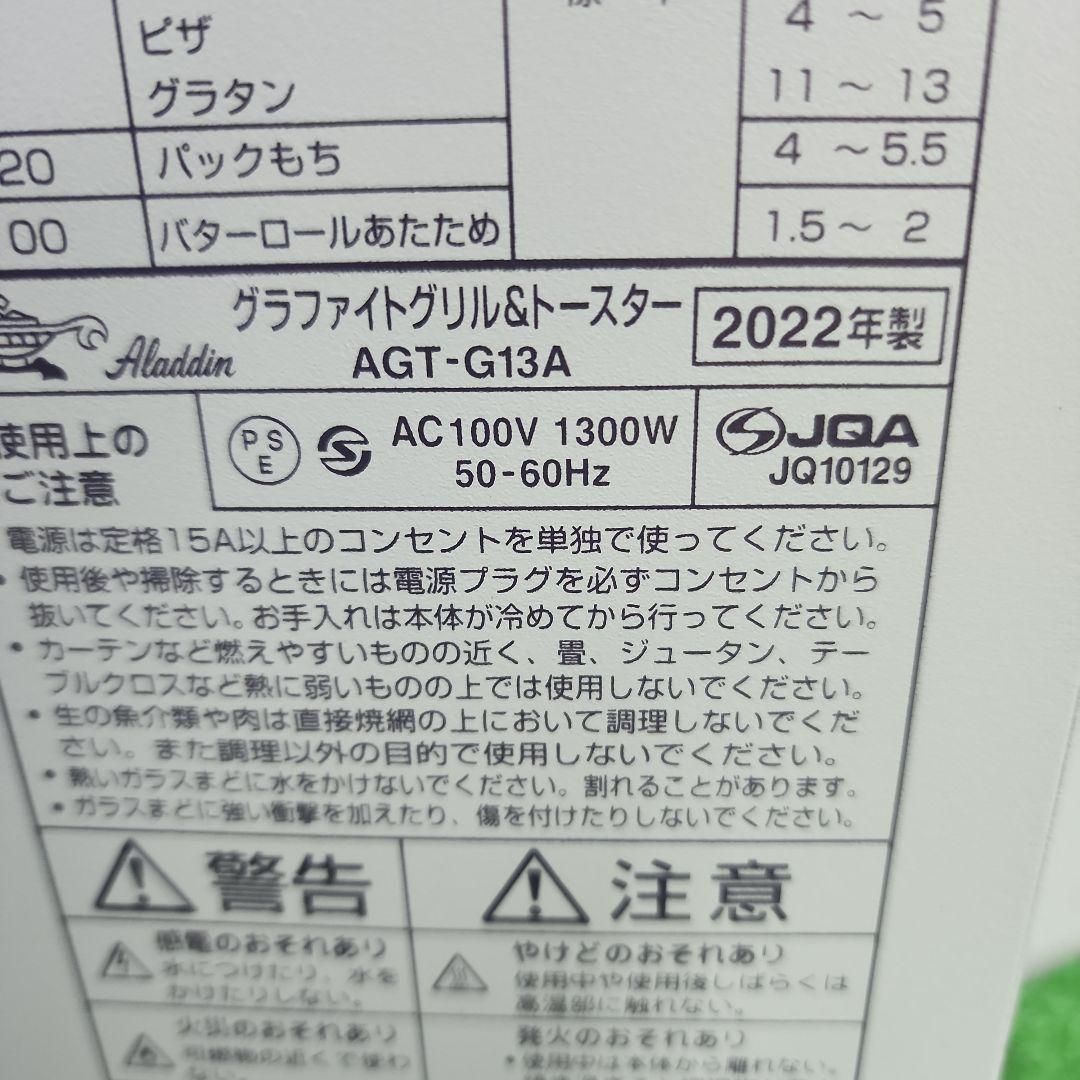 ピザ
4 ～ 5
グラタン
11 ～ 13
20
パックもち
4 ～5.5
00
バターロールあたため
1.5～ 2
Aladdin
グラファイトグリル&トースター
AGT-G13A
2022年製
使用上の
ご注意
PSE
AC100V 1300W
50-60Hz
JQA
JQ10129
電源は定格15A以上のコンセントを単独で使ってください。
・使用後や掃除するときには電源プラグを必ずコンセントから
抜いてください。お手入れは本体が冷めてから行ってください。
・カーテンなど燃えやすいものの近く、畳、ジュータン、テー
ブルクロスなど熱に弱いものの上では使用しないでください。
・生の魚介類や肉は直接焼網の上において調理しないでくだ
さい。また調理以外の目的で使用しないでください。
・熱いガラスまどに水をかけないでください。割れることがあります。
・ガラスまどに強い衝撃を加えたり、傷を付けたりしないでください。
警告
注意
感電のおそれあり
水につけたり、水を
かけたりしない。
やけどのおそれあり
使用中や使用後しばらくは
高温部に触れない。
火災のおそれあり
可燃物の近くで使わ
ない。
発火のおそれあり
・使用中は本体から離れない。